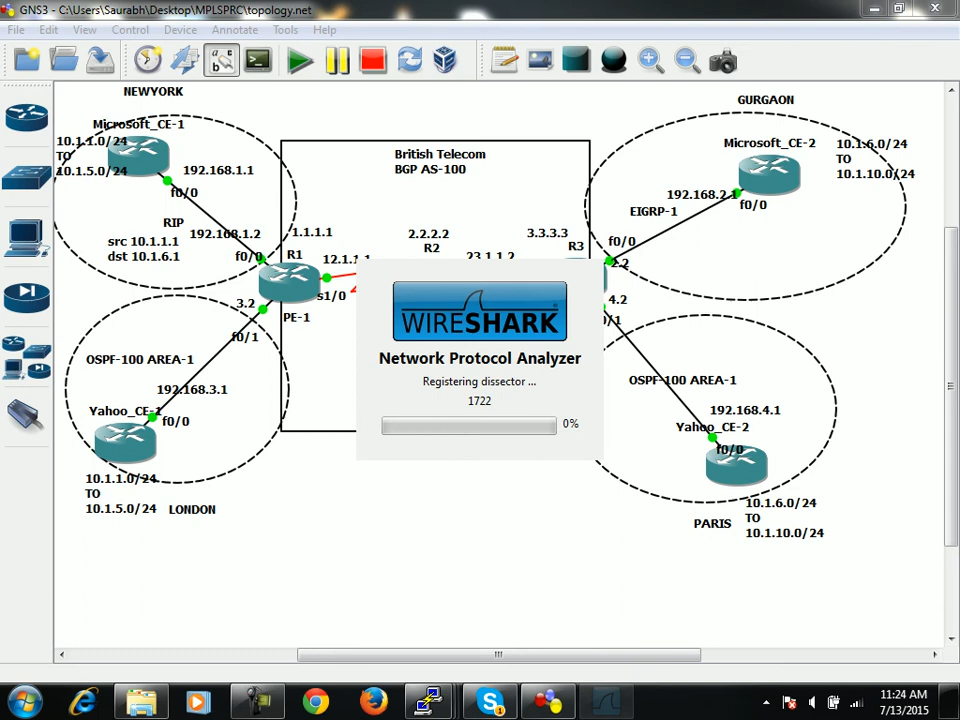 GNS3 - C:\Users\Saurabh\Desktop\MPLSPRC\topology.net
File Edit View Control Device Annotate Tools Help
NEWYORK
Microsoft_CE-1
10.1.1.0/24
TO
10.1.5.0/24
192.168.1.1
f0/0
RIP
src 10.1.1.1
dst 10.1.6.1
192.168.1.2
f0/0
R1
1.1.1.1
12.1.1.1
s1/0
PE-1
British Telecom
BGP AS-100
2.2.2.2
R2
23.1.1.2
3.3.3.3
R3
GURGAON
Microsoft_CE-2
10.1.6.0/24
TO
10.1.10.0/24
192.168.2.1
f0/0
EIGRP-1
f0/0
2.2
4.2
WIRESHARK
Network Protocol Analyzer
Registering dissector ...
1722
0%
3.2
f0/1
OSPF-100 AREA-1
192.168.3.1
Yahoo_CE-1
f0/0
10.1.1.0/24
TO
10.1.5.0/24
LONDON
OSPF-100 AREA-1
192.168.4.1
Yahoo_CE-2
f0/0
10.1.6.0/24
TO
10.1.10.0/24
PARIS
11:24 AM
7/13/2015